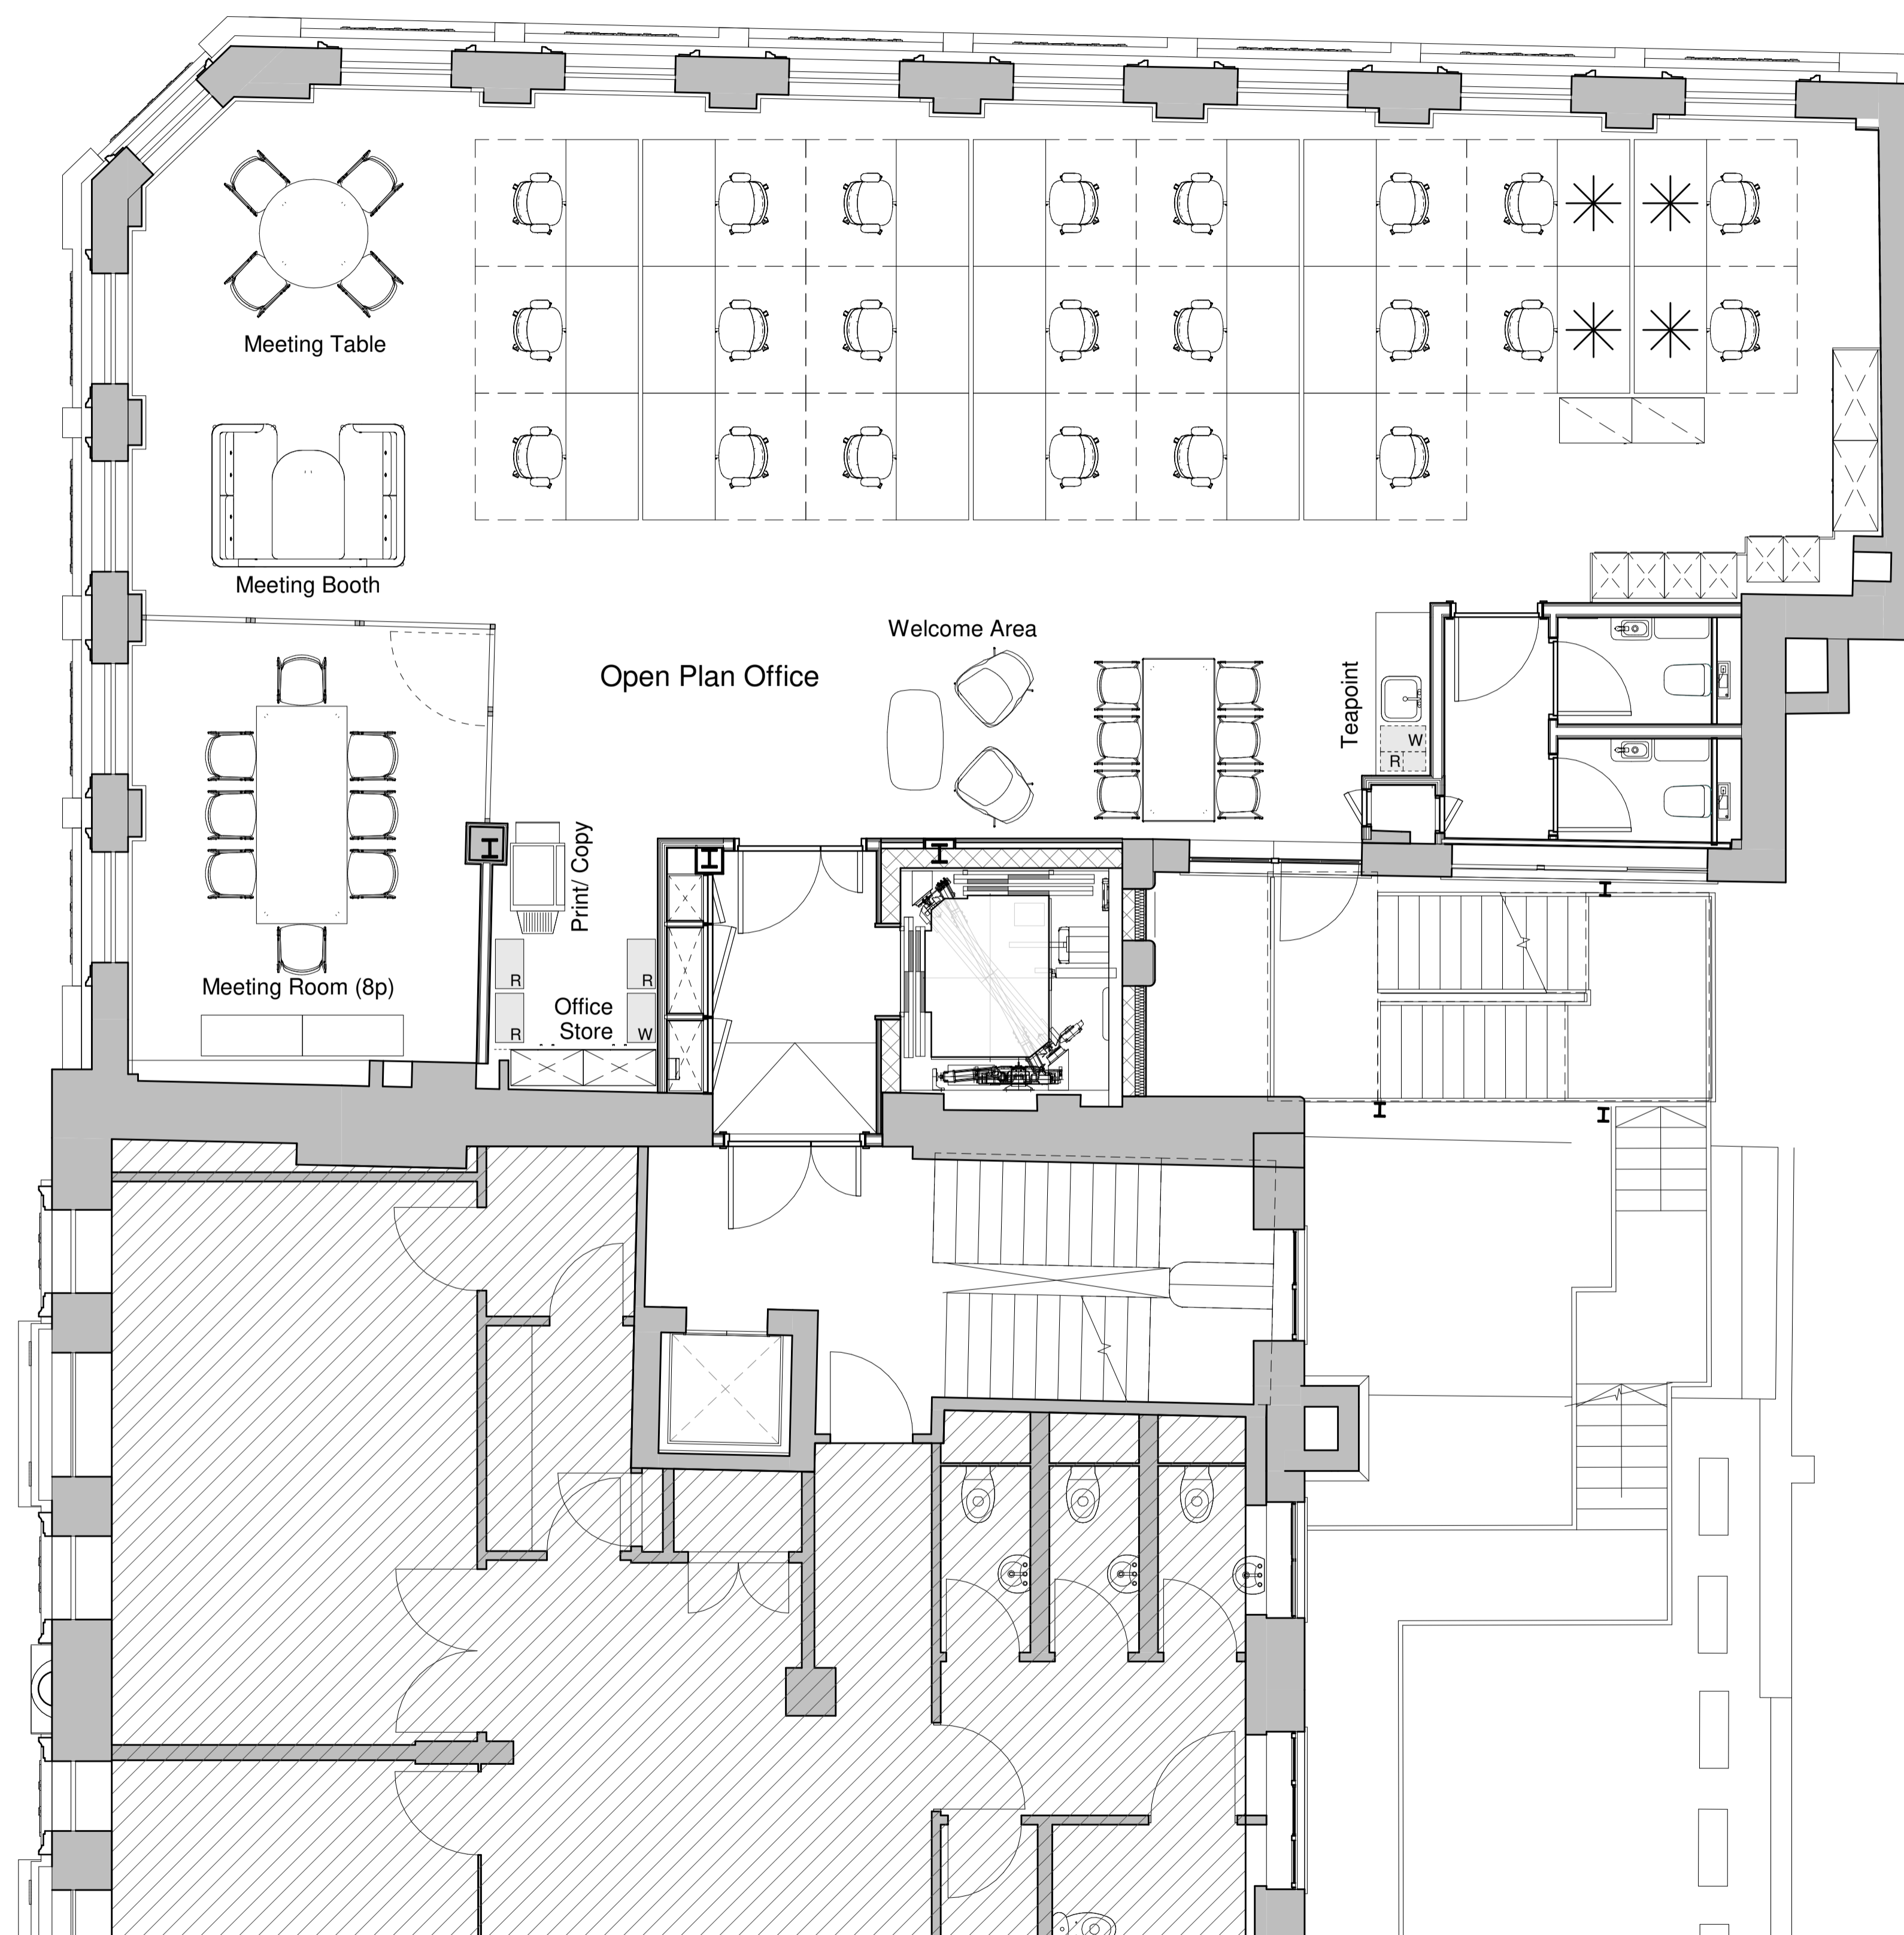 Meeting Table
Meeting Booth
Welcome Area
Open Plan Office
Teapoint
W
R
Print/ Copy
Meeting Room (8p)
R
R
Office
Store
R
W